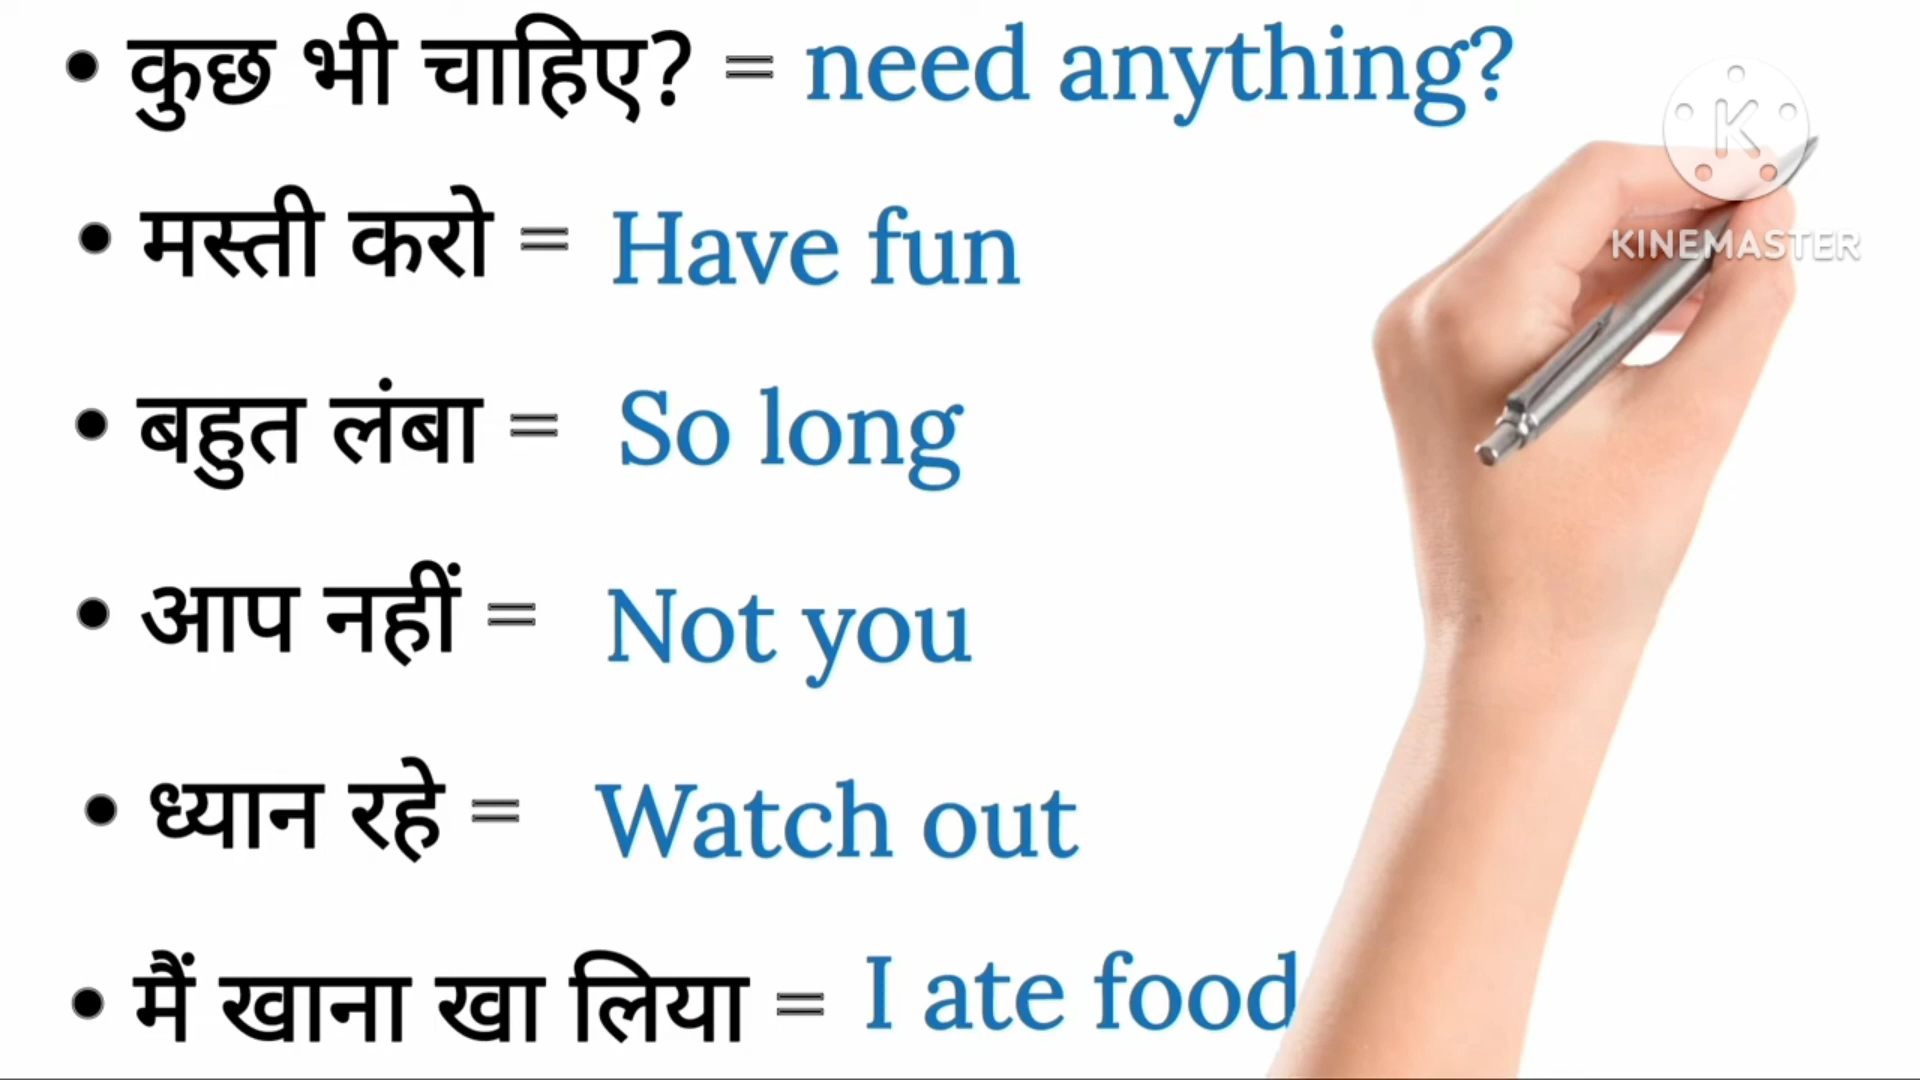 • कुछ भी चाहिए? = need anything?
• मस्ती करो = Have fun
• बहुत लंबा = So long
• आप नहीं = Not you
• ध्यान रहे = Watch out
• मैं खाना खा लिया = I ate food
K
KINEMASTER